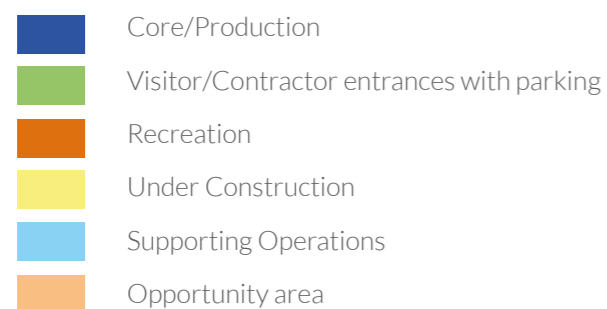 Core/Production
Visitor/Contractor entrances with parking
Recreation
Under Construction
Supporting Operations
Opportunity area